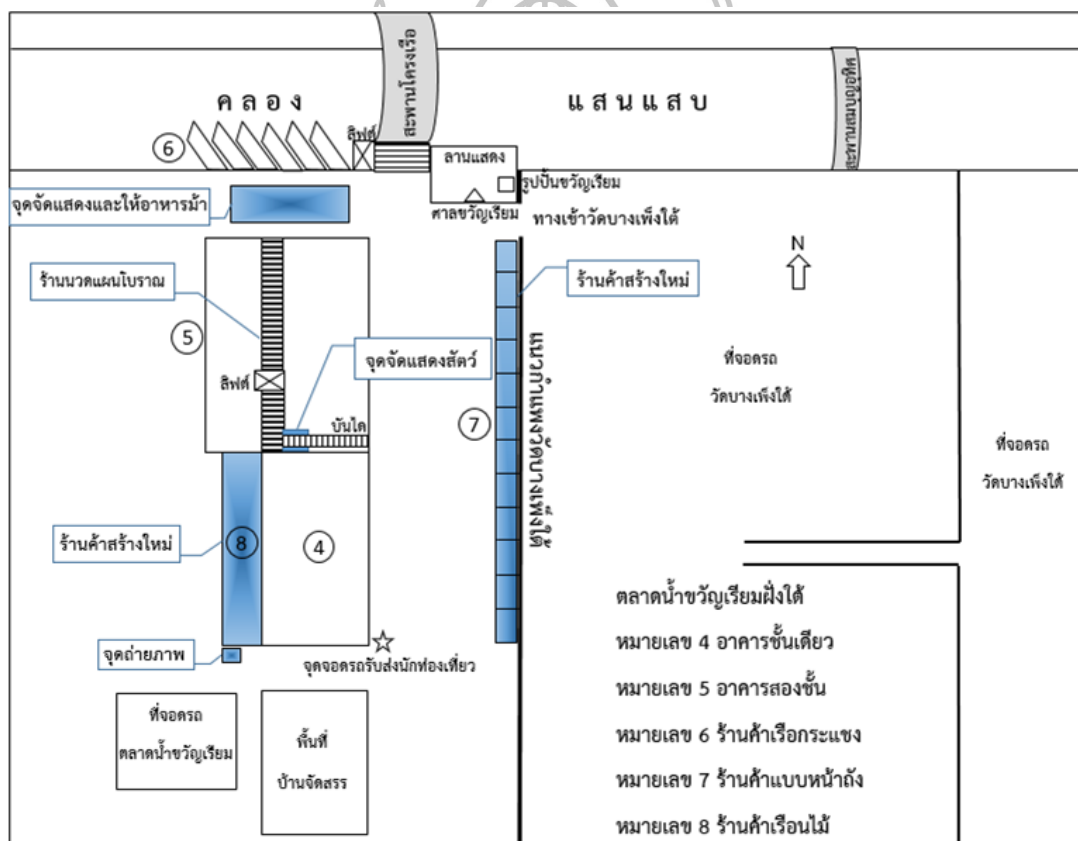 สะพานโครงเรือ
สะพานสมบุญอุทิศ
คลอง
แสนแสบ
ลิฟต์
6
ลานแสดง
รูปปั้นขวัญเรียม
ศาลขวัญเรียม
ทางเข้าวัดบางเพ็งใต้
จุดจัดแสดงและให้อาหารม้า
N
ร้านนวดแผนโบราณ
ร้านค้าสร้างใหม่
5
จุดจัดแสดงสัตว์
ลิฟต์
บันได
7
แนวกำแพงวัดบางเพ็งใต้
ที่จอดรถ
วัดบางเพ็งใต้
ที่จอดรถ
วัดบางเพ็งใต้
ร้านค้าสร้างใหม่
8
4
จุดถ่ายภาพ
จุดจอดรถรับส่งนักท่องเที่ยว
ที่จอดรถ
ตลาดน้ำขวัญเรียม
พื้นที่
บ้านจัดสรร
ตลาดน้ำขวัญเรียมฝั่งใต้
หมายเลข 4 อาคารชั้นเดียว
หมายเลข 5 อาคารสองชั้น
หมายเลข 6 ร้านค้าเรือกระแชง
หมายเลข 7 ร้านค้าแบบหน้าถัง
หมายเลข 8 ร้านค้าเรือนไม้